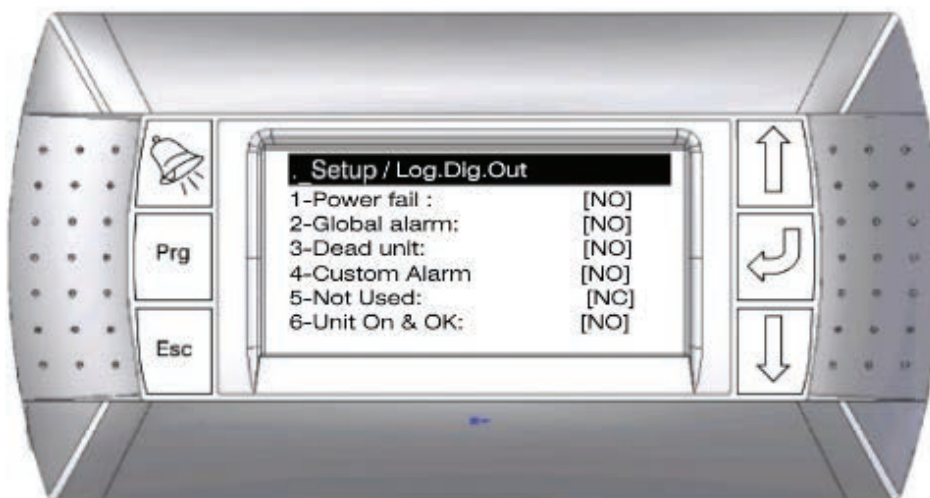 ._Setup / Log.Dig.Out
1-Power fail : [NO]
2-Global alarm: [NO]
3-Dead unit: [NO]
4-Custom Alarm [NO]
5-Not Used: [NC]
6-Unit On & OK: [NO]
Prg
Esc